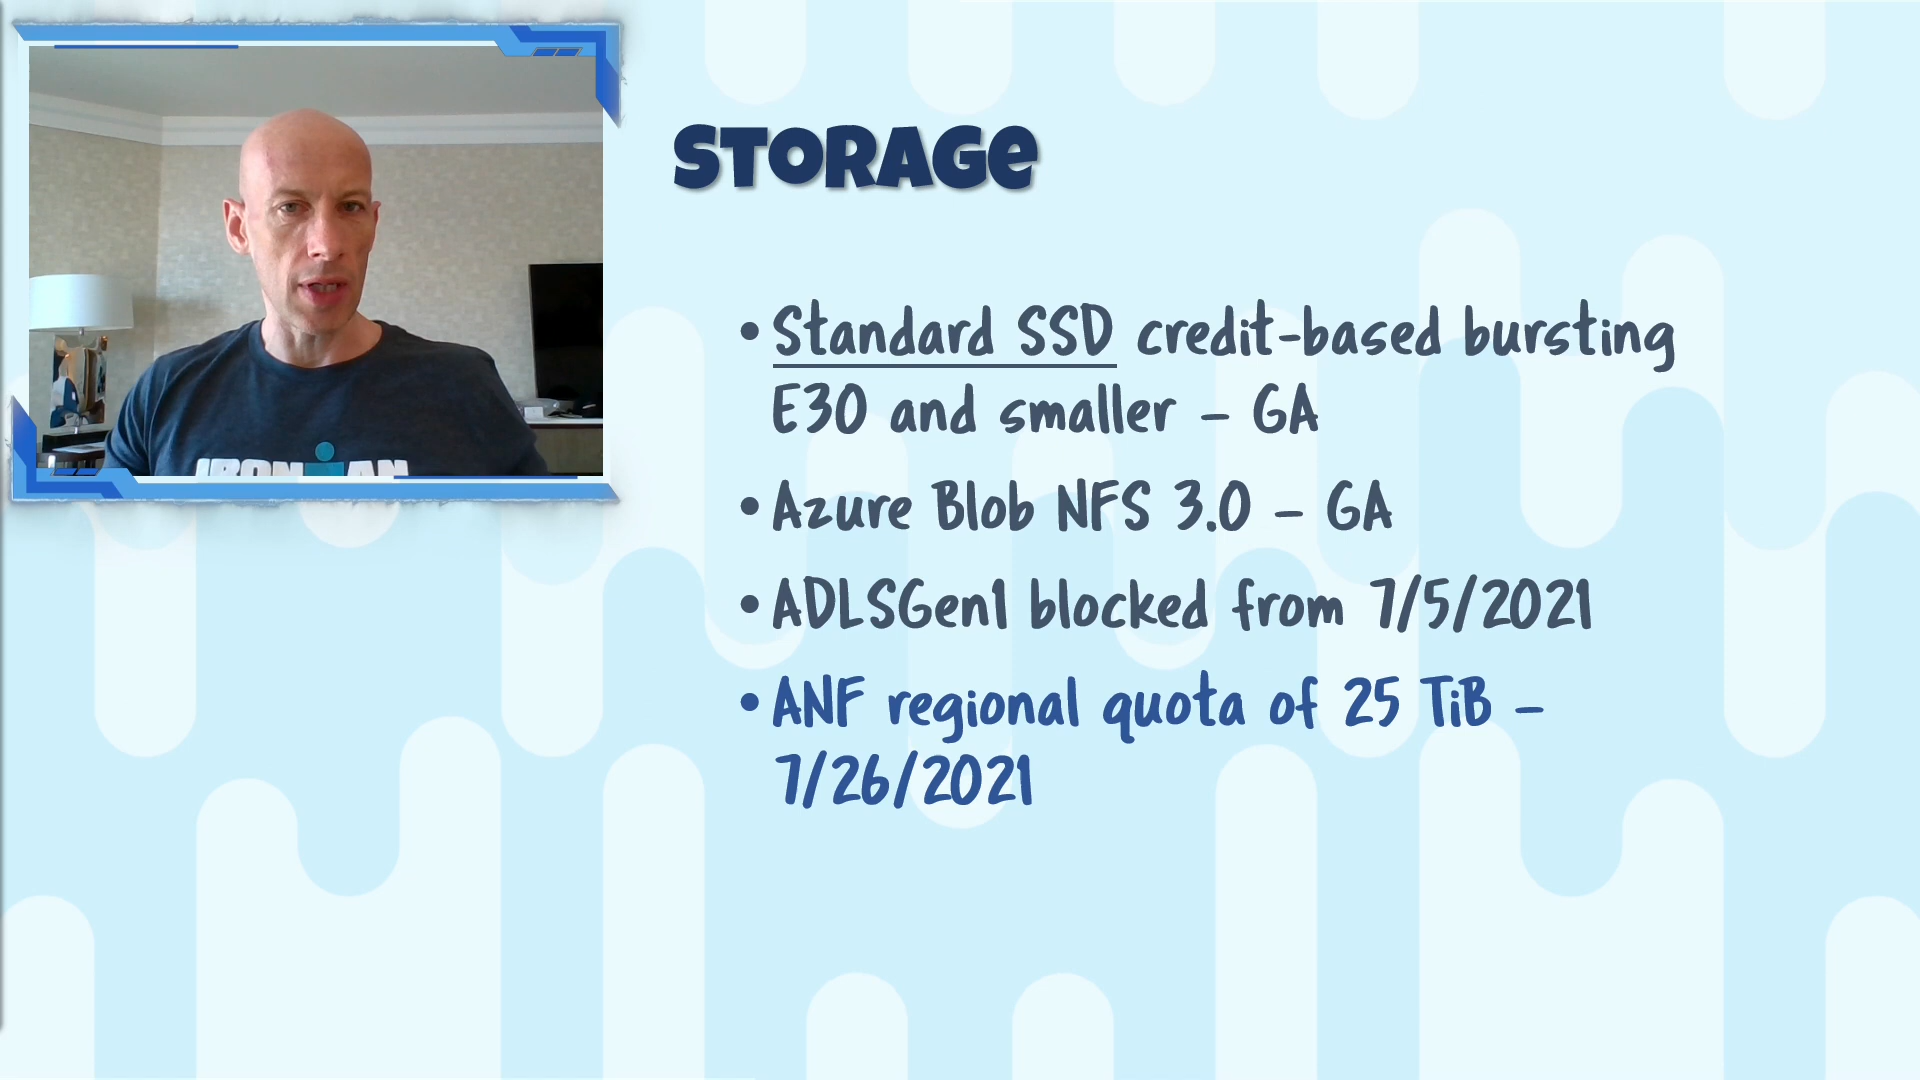 STORAGE
• Standard SSD credit-based bursting
E30 and smaller – GA
• Azure Blob NFS 3.0 – GA
• ADLSGen1 blocked from 7/5/2021
• ANF regional quota of 25 TiB –
7/26/2021
IRONMAN